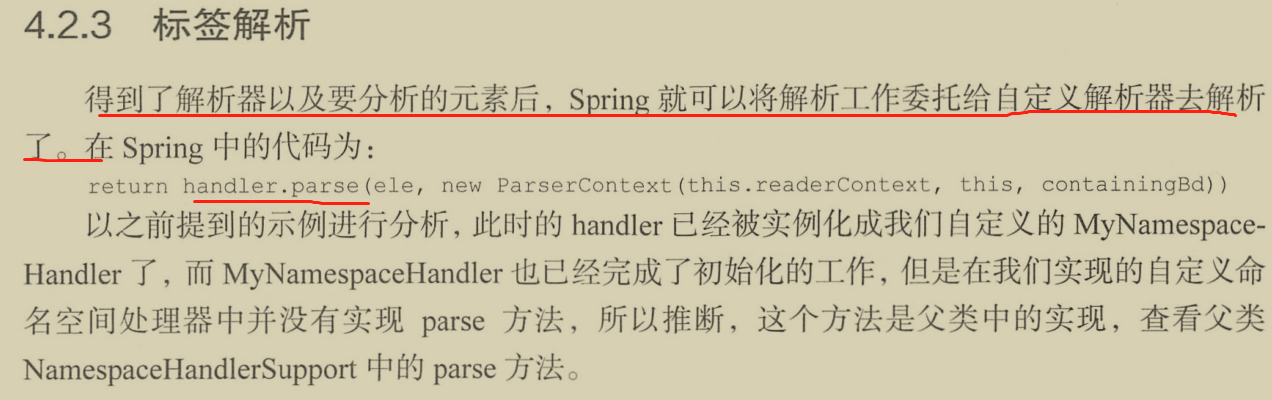 4.2.3 标签解析
得到了解析器以及要分析的元素后，Spring 就可以将解析工作委托给自定义解析器去解析
了。在 Spring 中的代码为：
return handler.parse(ele, new ParserContext(this.readerContext, this, containingBd))
以之前提到的示例进行分析，此时的 handler 已经被实例化成我们自定义的 MyNamespace-
Handler 了，而 MyNamespaceHandler 也已经完成了初始化的工作，但是在我们实现的自定义命
名空间处理器中并没有实现 parse 方法，所以推断，这个方法是父类中的实现，查看父类
NamespaceHandlerSupport 中的 parse 方法。